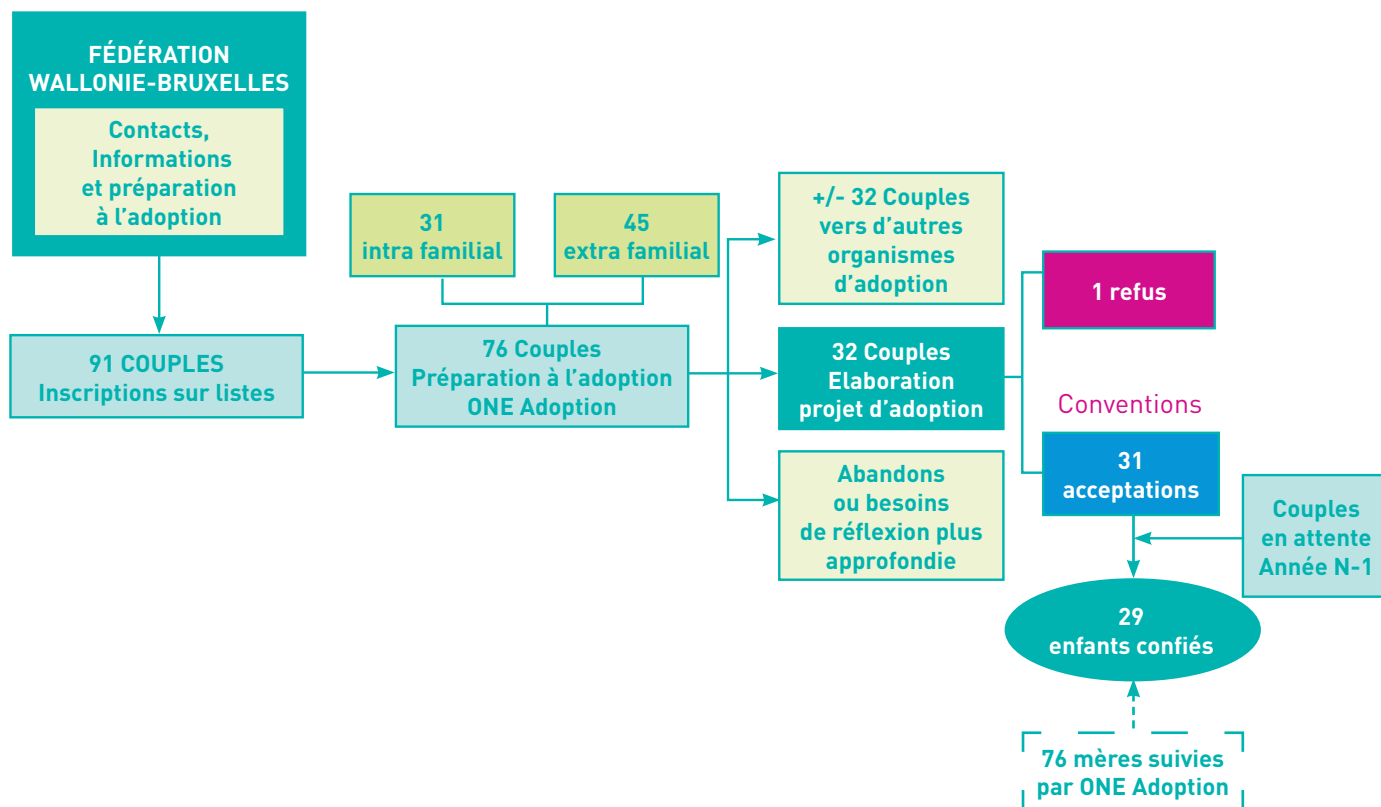 FÉDÉRATION
WALLONIE-BRUXELLES
Contacts,
Informations
et préparation
à l'adoption
91 COUPLES
Inscriptions sur listes
31
intra familial
45
extra familial
76 Couples
Préparation à l'adoption
ONE Adoption
+/- 32 Couples
vers d'autres
organismes
d'adoption
32 Couples
Elaboration
projet d'adoption
Abandons
ou besoins
de réflexion plus
approfondie
1 refus
Conventions
31
acceptations
Couples
en attente
Année N-1
29
enfants confiés
76 mères suivies
par ONE Adoption